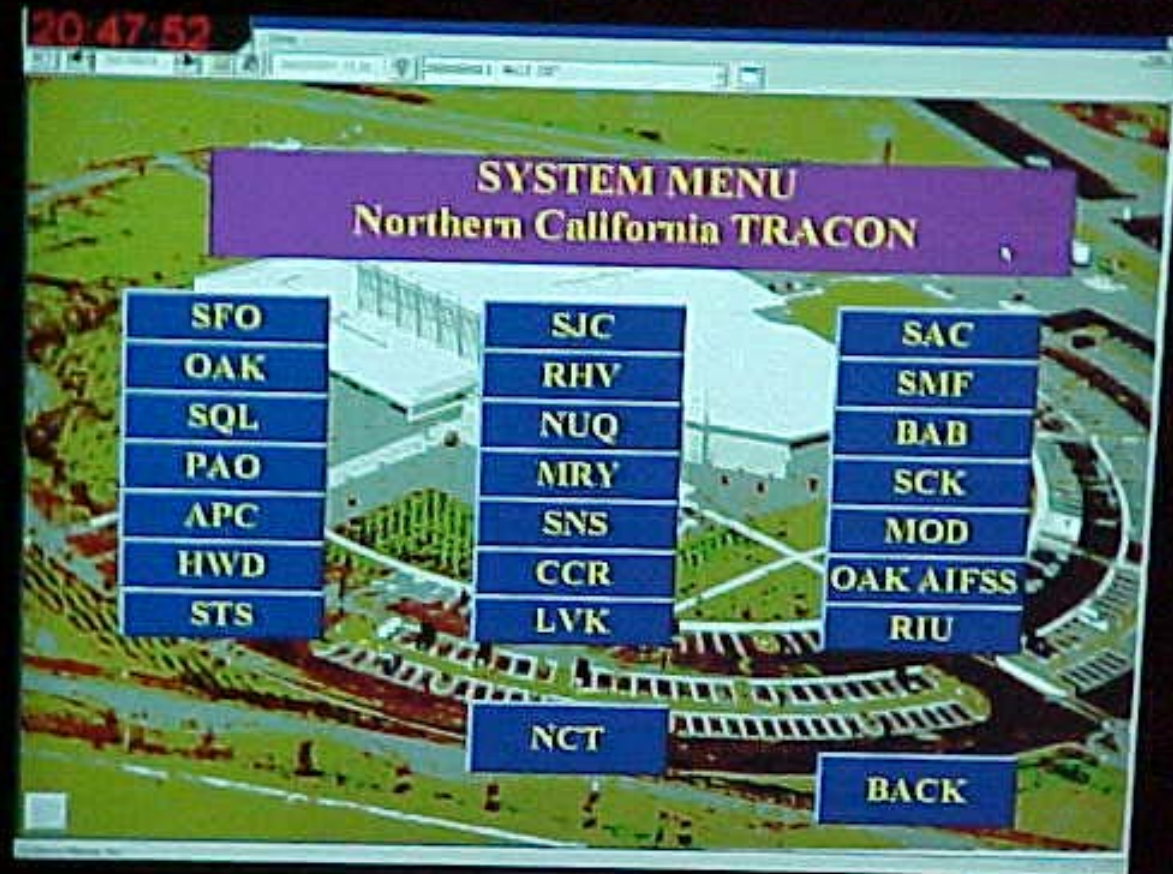 20:47:52
SYSTEM MENU
Northern California TRACON
SFO
OAK
SQL
PAO
APC
HWD
STS
SJC
RHV
NUQ
MRY
SNS
CCR
LVK
SAC
SMF
BAB
SCK
MOD
OAK AIFSS
RIU
NCT
BACK